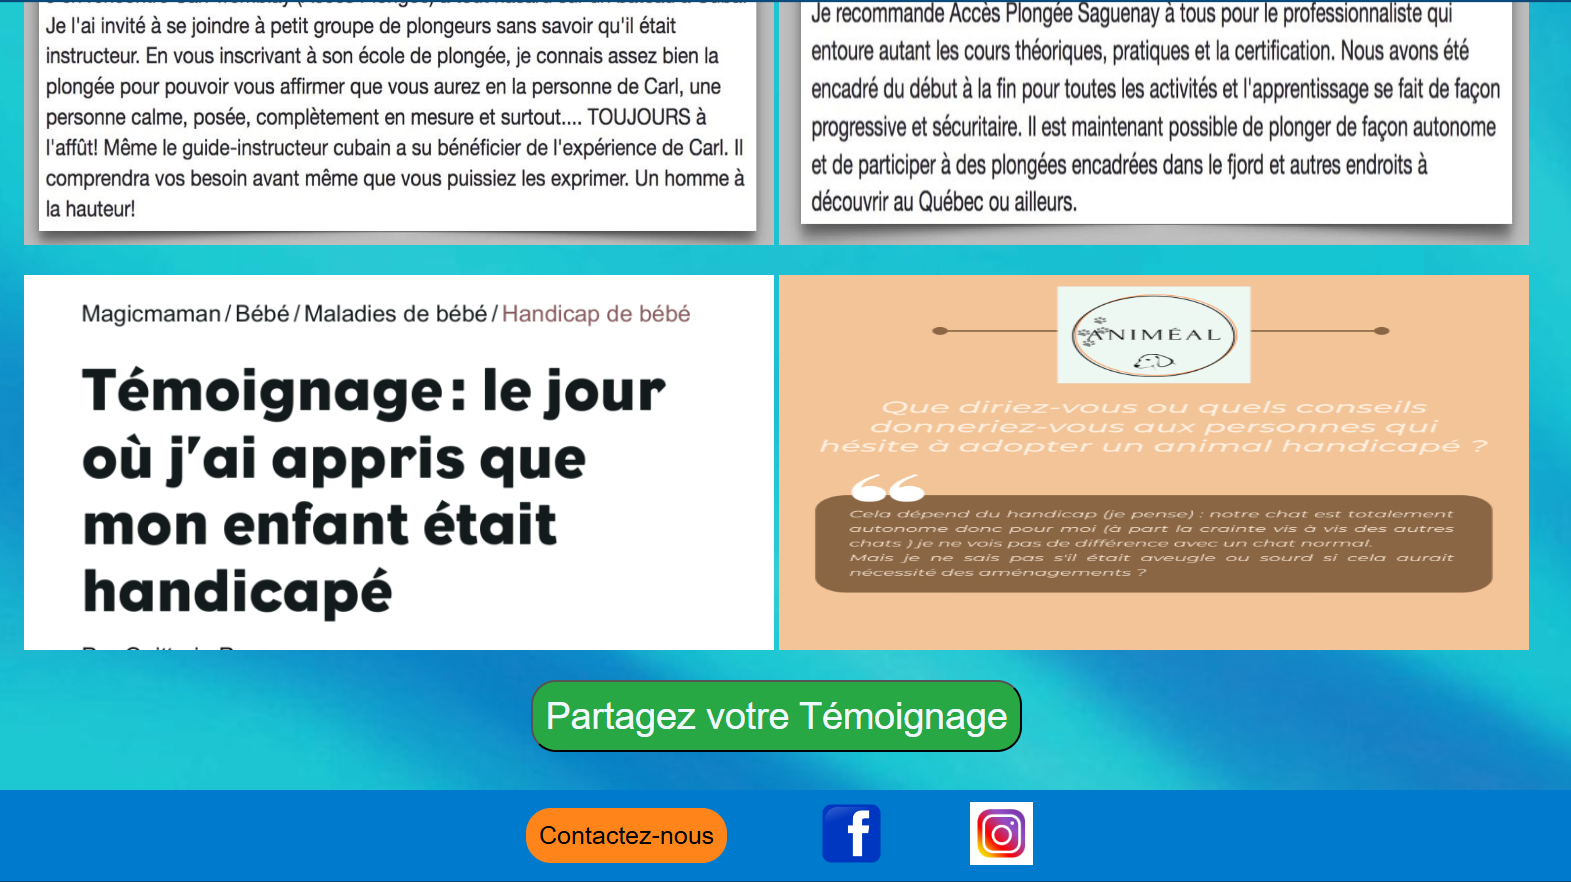 Je l'ai invité à se joindre à petit groupe de plongeurs sans savoir qu'il était
instructeur. En vous inscrivant à son école de plongée, je connais assez bien la
plongée pour pouvoir vous affirmer que vous aurez en la personne de Carl, une
personne calme, posée, complètement en mesure et surtout.... TOUJOURS à
l'affût! Même le guide-instructeur cubain a su bénéficier de l'expérience de Carl. Il
comprendra vos besoin avant même que vous puissiez les exprimer. Un homme à
la hauteur!
Je recommande Accès Plongée Saguenay à tous pour le professionnaliste qui
entoure autant les cours théoriques, pratiques et la certification. Nous avons été
encadré du début à la fin pour toutes les activités et l'apprentissage se fait de façon
progressive et sécuritaire. Il est maintenant possible de plonger de façon autonome
et de participer à des plongées encadrées dans le fjord et autres endroits à
découvrir au Québec ou ailleurs.
Magicmaman / Bébé / Maladies de bébé / Handicap de bébé
Témoignage : le jour
où j'ai appris que
mon enfant était
handicapé
ANIMÉAL
Que diriez-vous ou quels conseils
donneriez-vous aux personnes qui
hésite à adopter un animal handicapé ?
Cela dépend du handicap (je pense) : notre chat est totalement
autonome donc pour moi (à part la crainte vis à vis des autres
chats ) je ne vois pas de différence avec un chat normal.
Mais je ne sais pas s'il était aveugle ou sourd si cela aurait
nécessité des aménagements ?
Partagez votre Témoignage
Contactez-nous